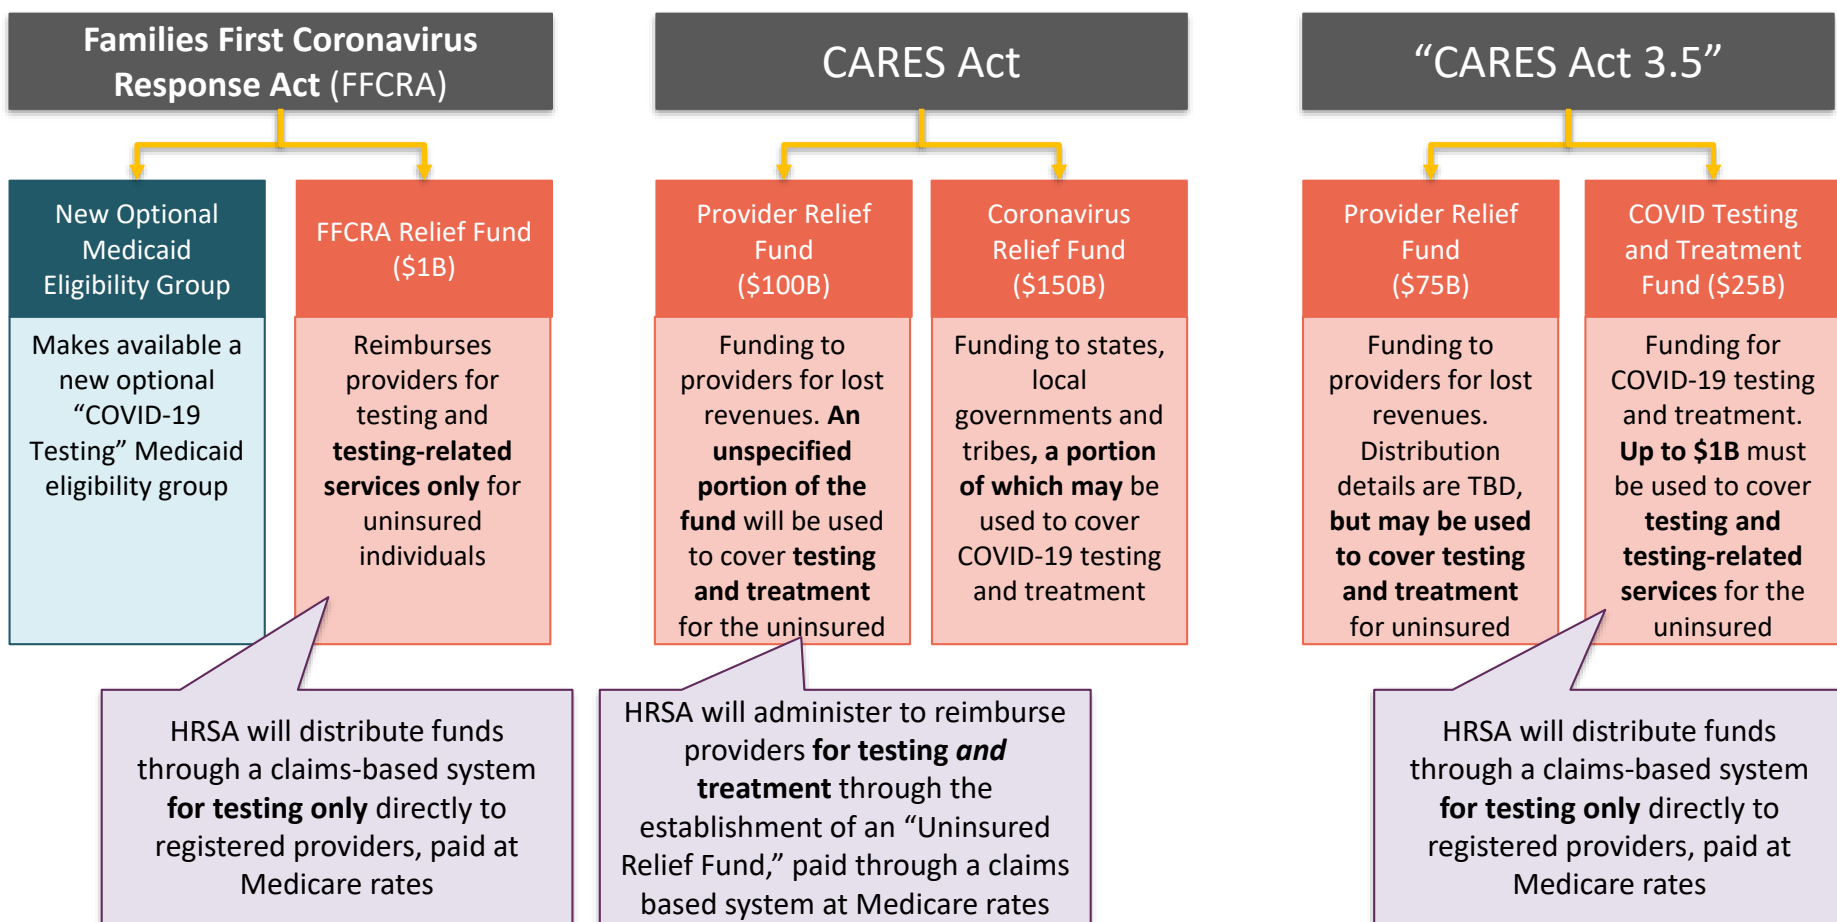 Families First Coronavirus
Response Act (FFCRA)
New Optional
Medicaid
Eligibility Group
Makes available a
new optional
“COVID-19
Testing” Medicaid
eligibility group
FFCRA Relief Fund
($1B)
Reimburses
providers for
testing and
testing-related
services only for
uninsured
individuals
HRSA will distribute funds
through a claims-based system
for testing only directly to
registered providers, paid at
Medicare rates
CARES Act
Provider Relief
Fund
($100B)
Funding to
providers for lost
revenues. An
unspecified
portion of the
fund will be used
to cover testing
and treatment
for the uninsured
Coronavirus
Relief Fund
($150B)
Funding to states,
local
governments and
tribes, a portion
of which may be
used to cover
COVID-19 testing
and treatment
HRSA will administer to reimburse
providers for testing and
treatment through the
establishment of an “Uninsured
Relief Fund,” paid through a claims
based system at Medicare rates
“CARES Act 3.5”
Provider Relief
Fund
($75B)
Funding to
providers for lost
revenues.
Distribution
details are TBD,
but may be used
to cover testing
and treatment
for uninsured
COVID Testing
and Treatment
Fund ($25B)
Funding for
COVID-19 testing
and treatment.
Up to $1B must
be used to cover
testing and
testing-related
services for the
uninsured
HRSA will distribute funds
through a claims-based system
for testing only directly to
registered providers, paid at
Medicare rates